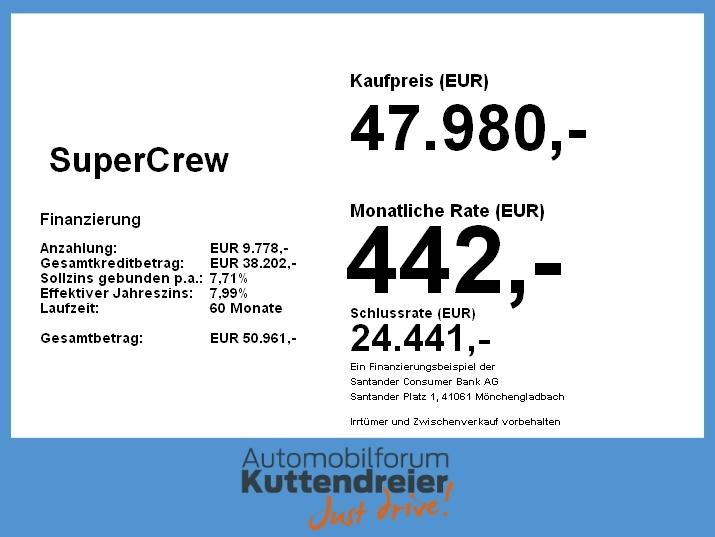 SuperCrew
Kaufpreis (EUR)
47.980,-
Finanzierung
Anzahlung: EUR 9.778,-
Gesamtkreditbetrag: EUR 38.202,-
Sollzins gebunden p.a.: 7,71%
Effektiver Jahreszins: 7,99%
Laufzeit: 60 Monate
Gesamtbetrag: EUR 50.961,-
Monatliche Rate (EUR)
442,-
Schlussrate (EUR)
24.441,-
Ein Finanzierungsbeispiel der
Santander Consumer Bank AG
Santander Platz 1, 41061 Mönchengladbach
Irrtümer und Zwischenverkauf vorbehalten
Automobilforum
Kuttendreier
Just drive!